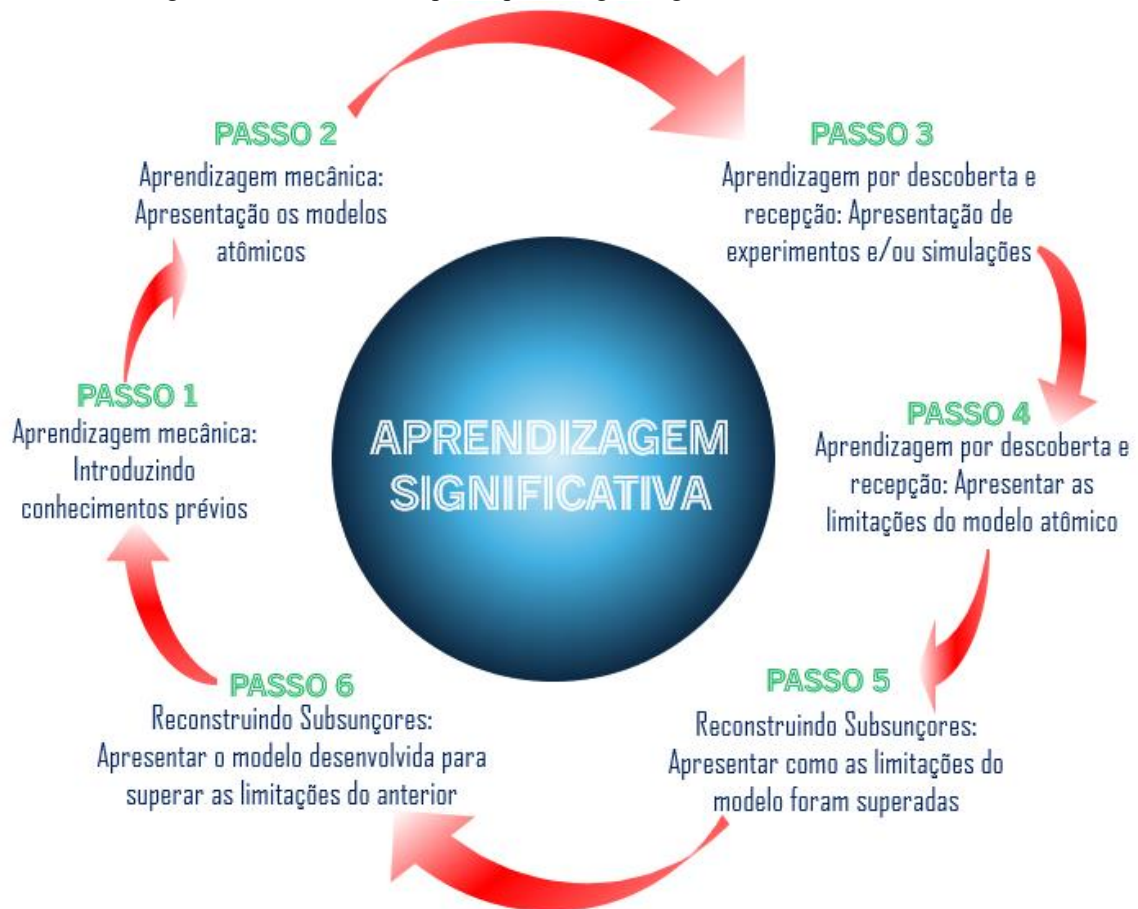 PASSO 1
Aprendizagem mecânica:
Introduzindo
conhecimentos prévios
PASSO 2
Aprendizagem mecânica:
Apresentação os modelos
atômicos
PASSO 3
Aprendizagem por descoberta e
recepção: Apresentação de
experimentos e/ou simulações
PASSO 4
Aprendizagem por descoberta e
recepção: Apresentar as
limitações do modelo atômico
PASSO 5
Reconstruindo Subsunçores:
Apresentar como as limitações do
modelo foram superadas
PASSO 6
Reconstruindo Subsunçores:
Apresentar o modelo desenvolvida para
superar as limitações do anterior
APRENDIZAGEM
SIGNIFICATIVA